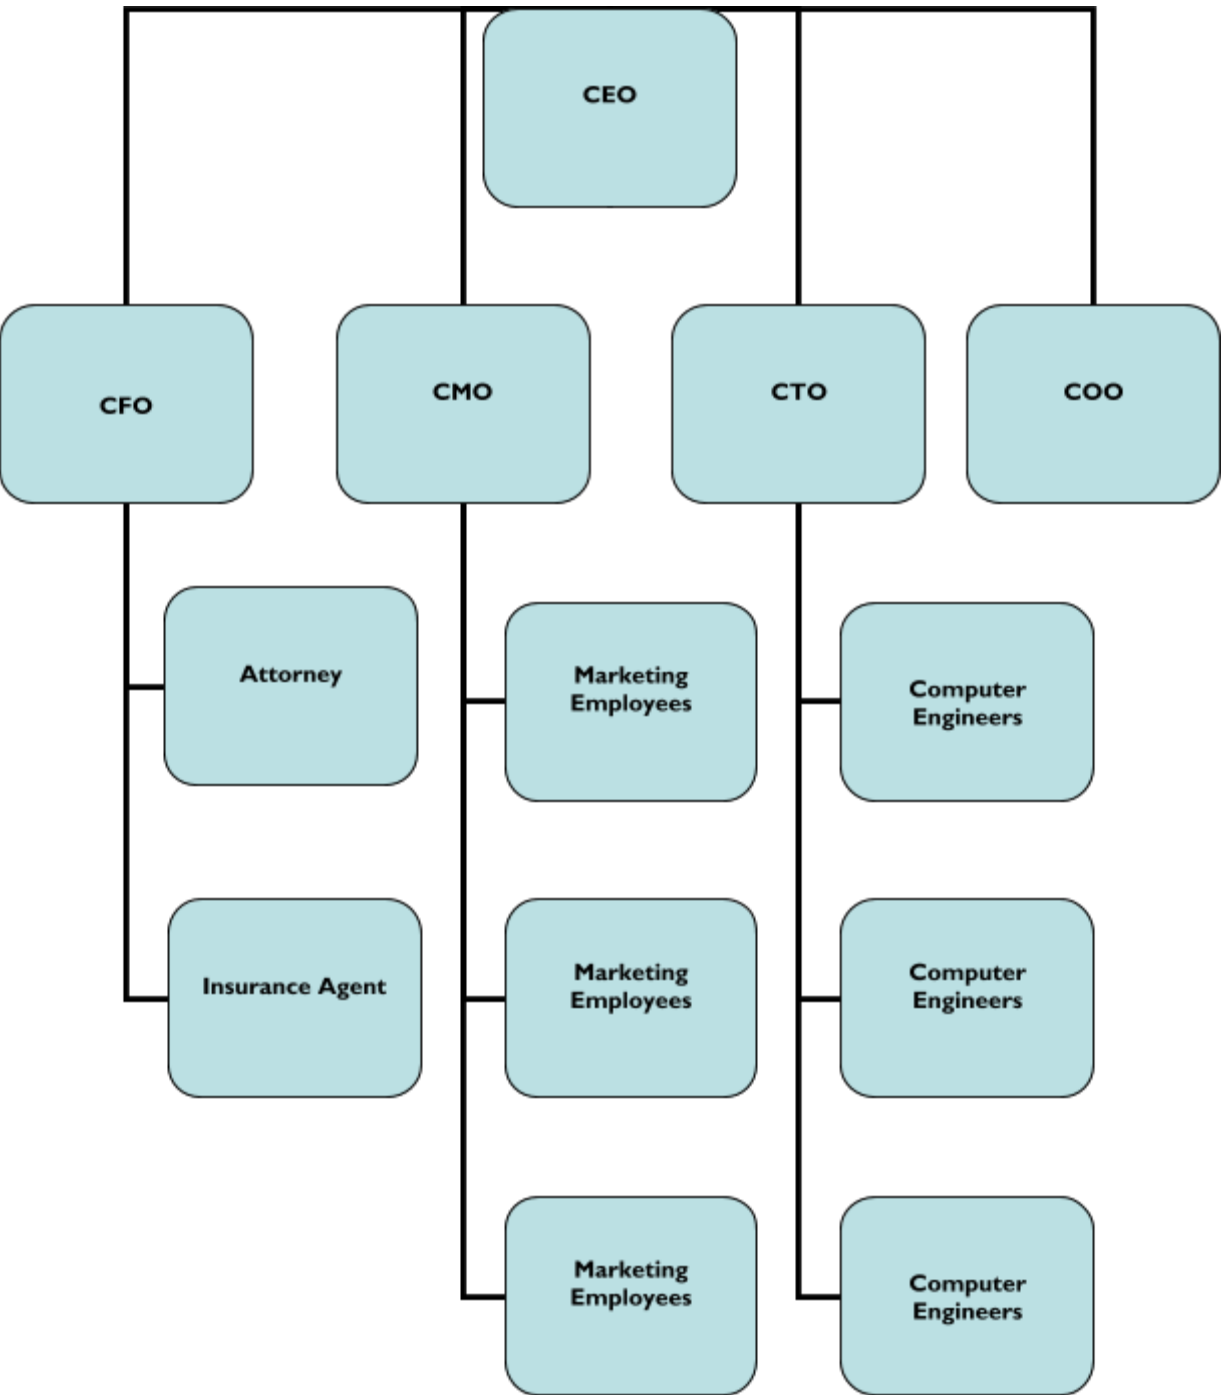 CEO
CFO
CMO
CTO
COO
Attorney
Marketing
Employees
Computer
Engineers
Insurance Agent
Marketing
Employees
Computer
Engineers
Marketing
Employees
Computer
Engineers